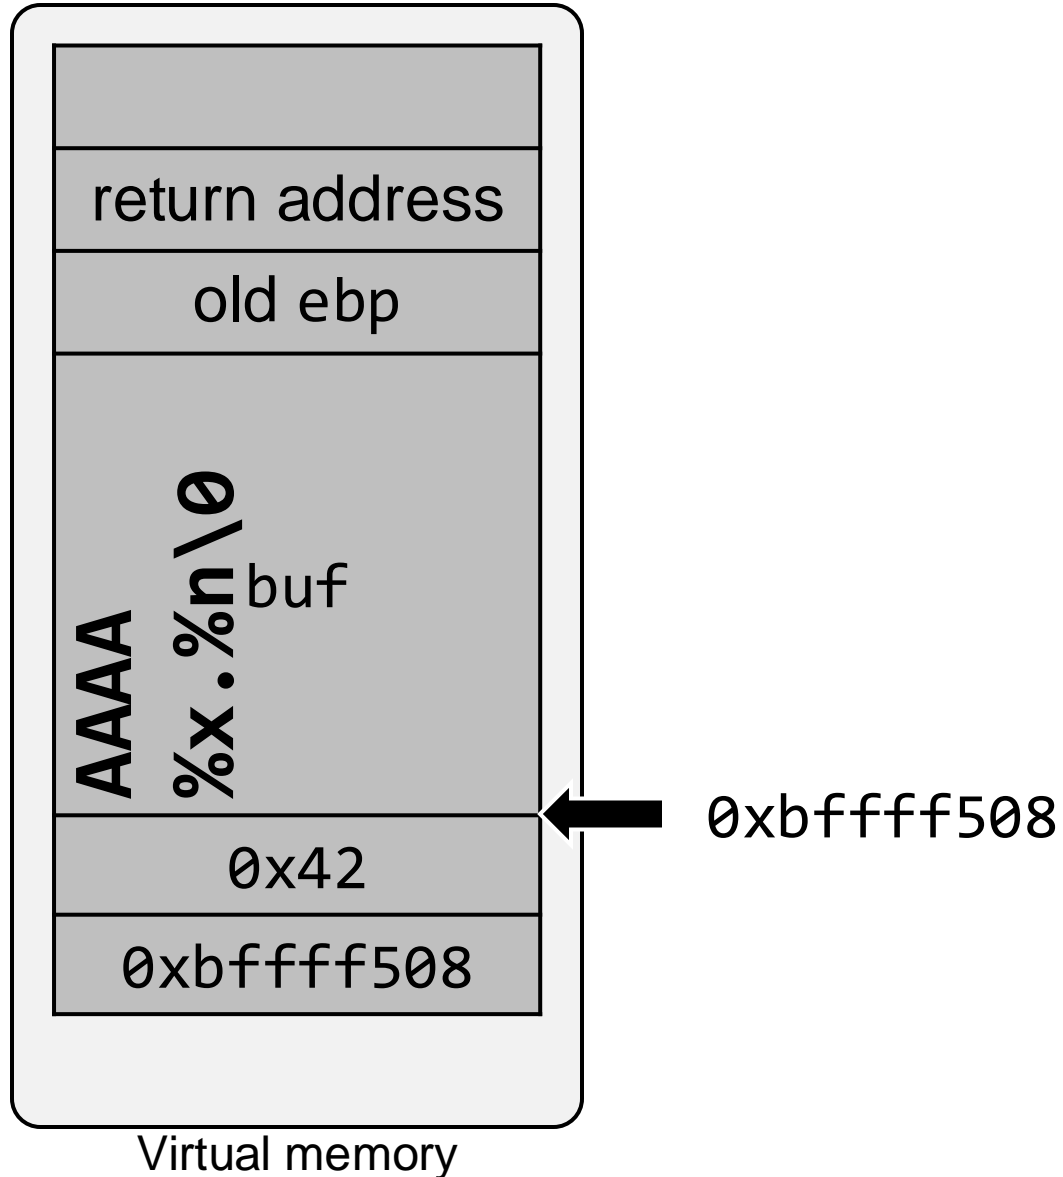 return address
old ebp
AAAA
%x.%n\0
buf
0xbffff508
0x42
0xbffff508
Virtual memory